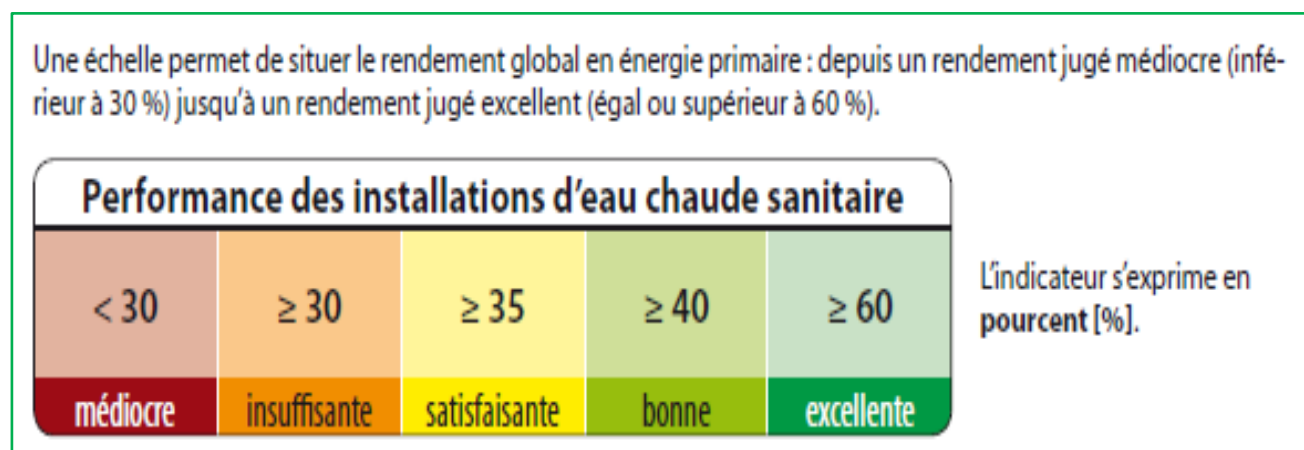 Une échelle permet de situer le rendement global en énergie primaire : depuis un rendement jugé médiocre (infé-
rieur à 30 %) jusqu'à un rendement jugé excellent (égal ou supérieur à 60 %).
Performance des installations d'eau chaude sanitaire
< 30 ≥ 30 ≥ 35 ≥ 40 ≥ 60
médiocre insuffisante satisfaisante bonne excellente
L'indicateur s'exprime en
pourcent [%].